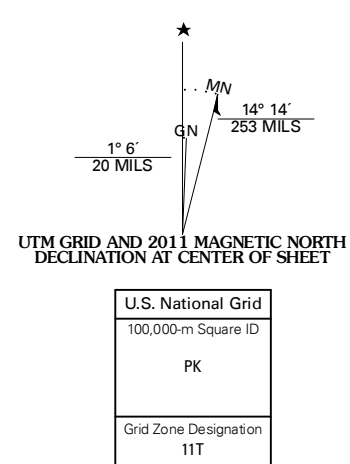 MN
GN
14° 14´
253 MILS
1° 6´
20 MILS
UTM GRID AND 2011 MAGNETIC NORTH
DECLINATION AT CENTER OF SHEET
U.S. National Grid
100,000-m Square ID
PK
Grid Zone Designation
11T